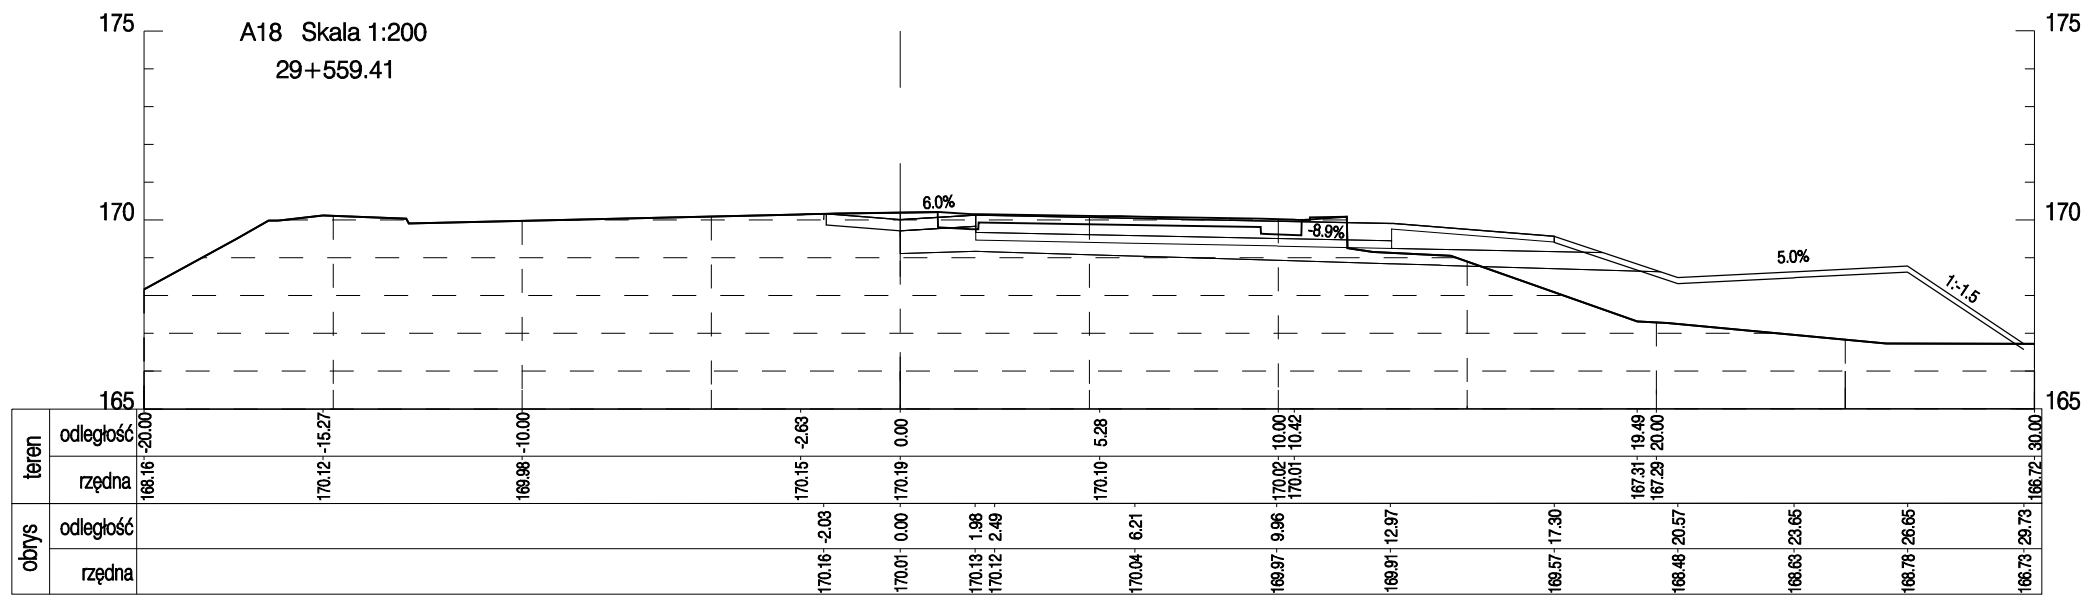 175 A18 Skala 1:200 175
29+559.41
170 6.0% -8.9% 170
5.0%
1:-1.5
165 165
teren
odległość -20.00 -15.27 -10.00 -2.63 0.00 5.28 10.00 10.42 19.49 20.00 30.00
rzędna 168.16 170.12 169.98 170.15 170.19 170.10 170.02 170.01 167.31 167.29 166.72
obrys
odległość -2.03 0.00 1.98 2.49 6.21 9.96 12.97 17.30 20.57 23.65 26.65 29.73
rzędna 170.16 170.01 170.13 170.12 170.04 169.97 169.91 169.57 168.48 168.63 168.78 166.73